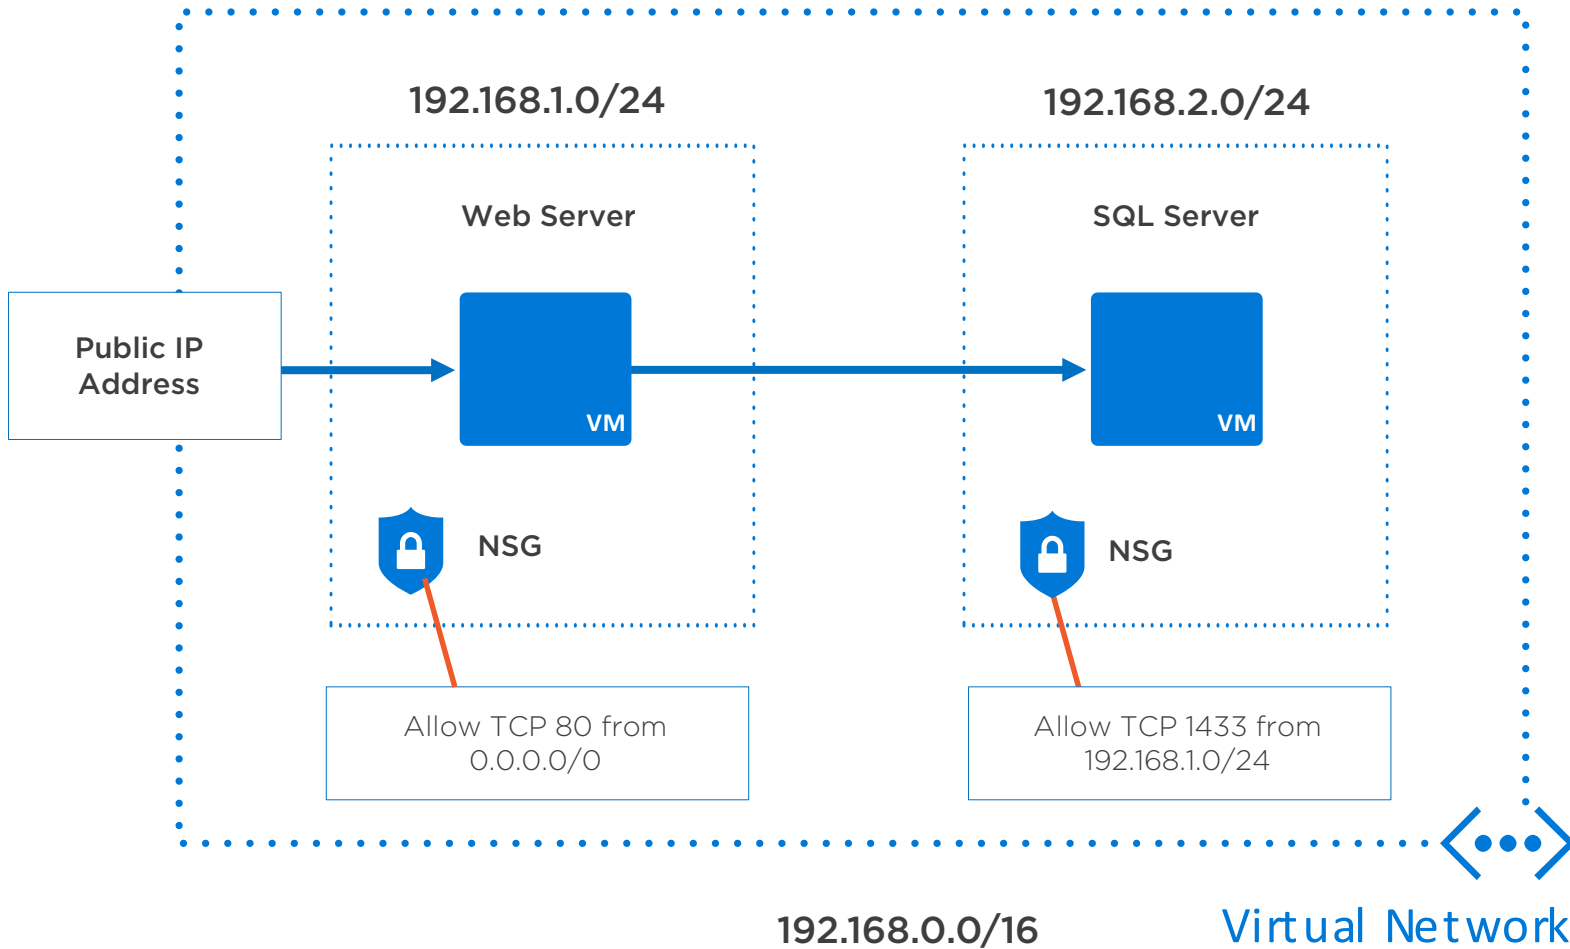 192.168.1.0/24
192.168.2.0/24
Web Server
SQL Server
Public IP
Address
VM
VM
NSG
NSG
Allow TCP 80 from
0.0.0.0/0
Allow TCP 1433 from
192.168.1.0/24
192.168.0.0/16
Virtual Network